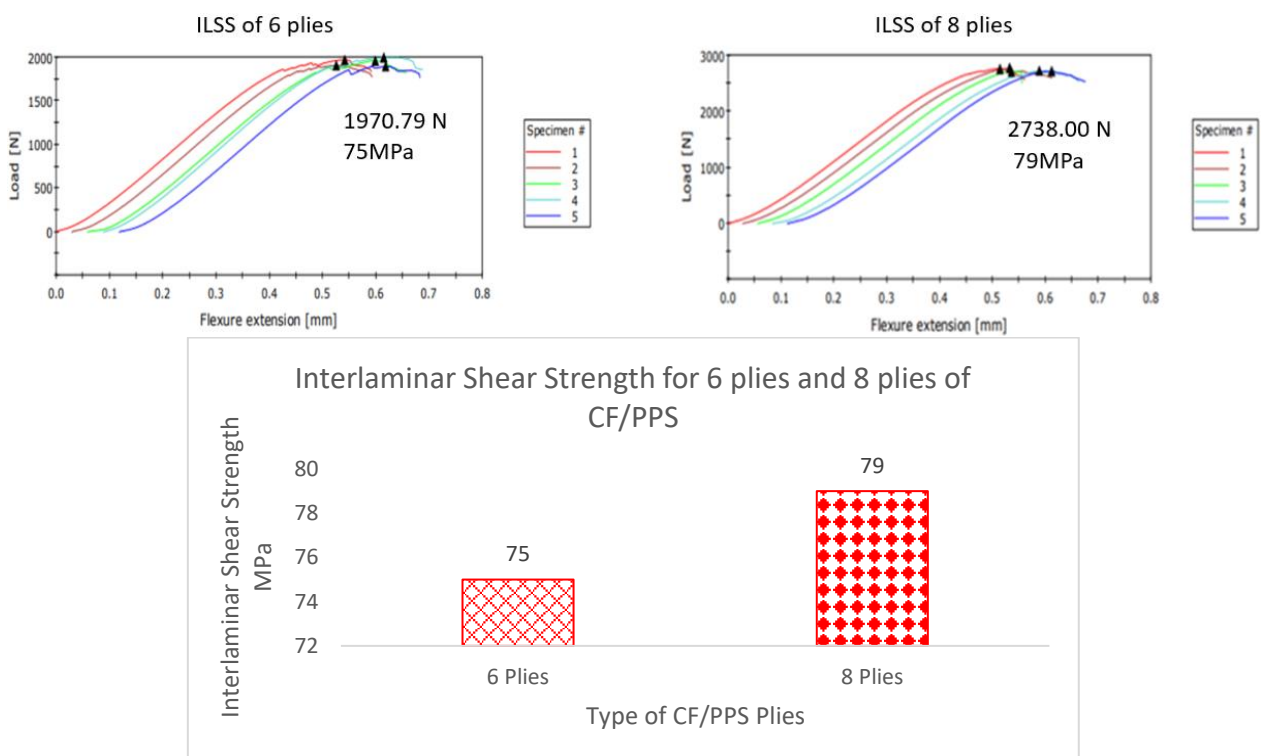 ILSS of 6 plies
2000
1500
1000
500
0
Load [N]
0.0 0.1 0.2 0.3 0.4 0.5 0.6 0.7 0.8
Flexure extension [mm]
1970.79 N
75MPa
Specimen #
1
2
3
4
5
ILSS of 8 plies
3000
2000
1000
0
Load [N]
0.0 0.1 0.2 0.3 0.4 0.5 0.6 0.7 0.8
Flexure extension [mm]
2738.00 N
79MPa
Specimen #
1
2
3
4
5
Interlaminar Shear Strength for 6 plies and 8 plies of
CF/PPS
Interlaminar Shear Strength
MPa
80
78
76
74
72
75
79
6 Plies
8 Plies
Type of CF/PPS Plies